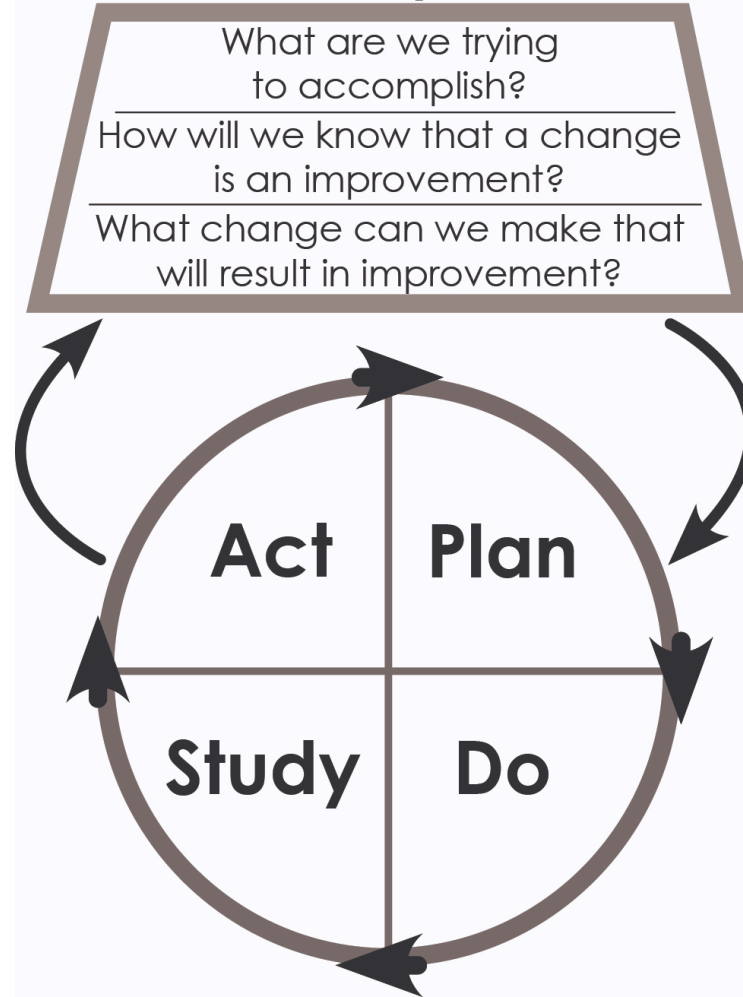 What are we trying
to accomplish?
How will we know that a change
is an improvement?
What change can we make that
will result in improvement?
Act
Plan
Study
Do